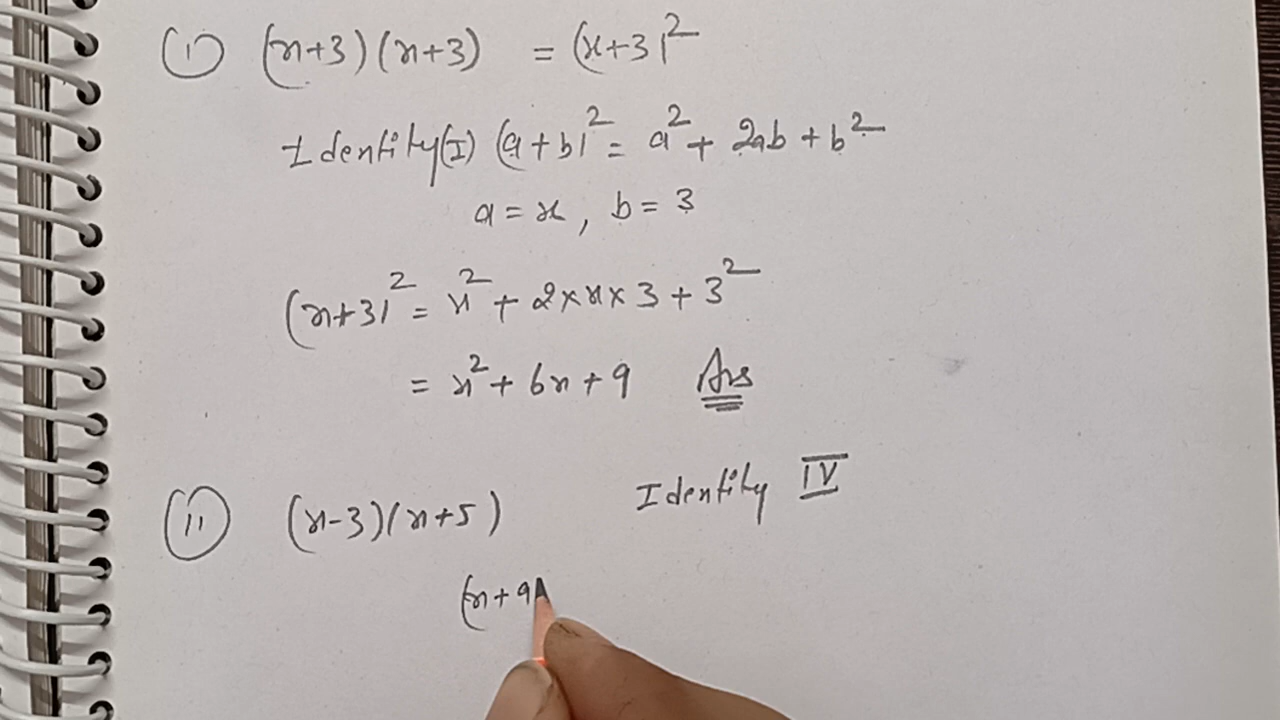 (i) (x+3)(x+3) = (x+3)²
Identity(I) (a+b)² = a² + 2ab + b²
a = x, b = 3
(x+3)² = x² + 2×x×3 + 3²
= x² + 6x + 9 Ans
(ii) (x-3)(x+5) Identity IV
(x+a